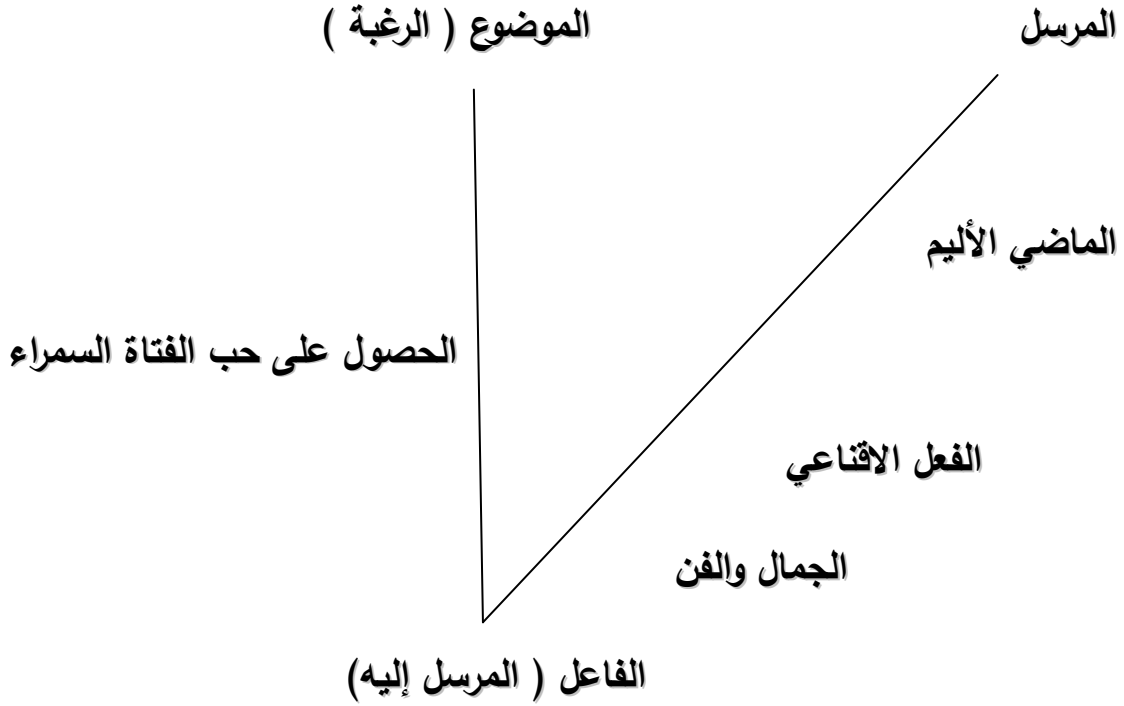 المرسل
الموضوع ( الرغبة )
الماضي الأليم
الحصول على حب الفتاة السمراء
الفعل الاقناعي
الجمال والفن
الفاعل ( المرسل إليه)